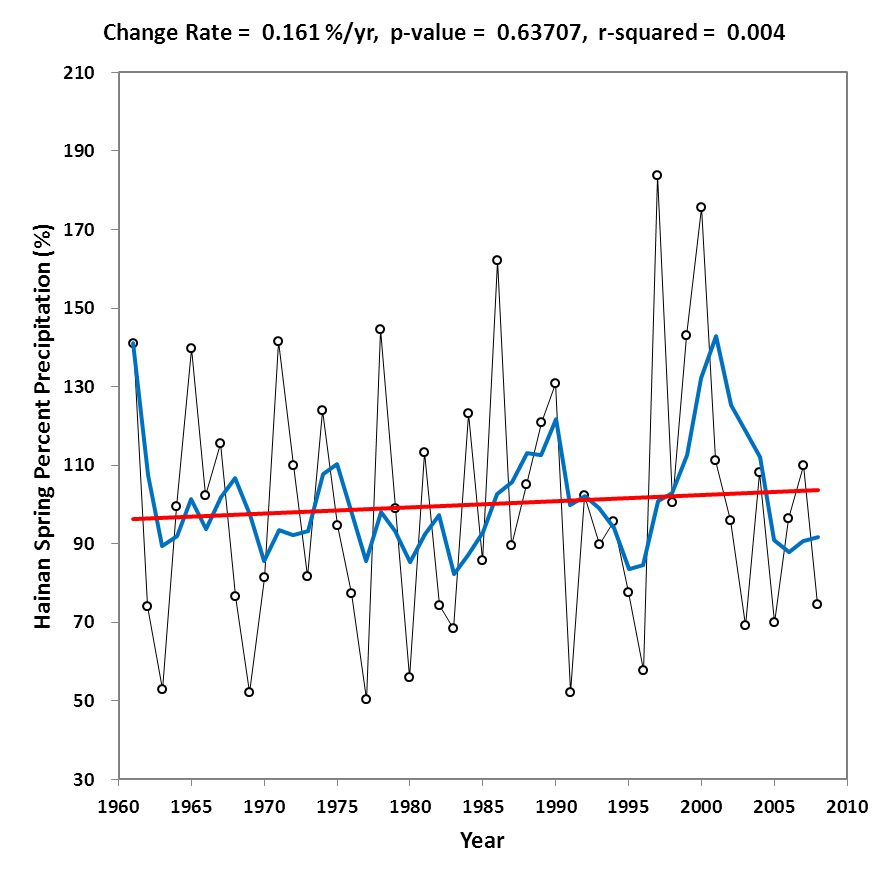 Change Rate = 0.161 %/yr, p-value = 0.63707, r-squared = 0.004
210
190
170
150
130
110
90
70
50
30
Hainan Spring Percent Precipitation (%)
1960 1965 1970 1975 1980 1985 1990 1995 2000 2005 2010
Year